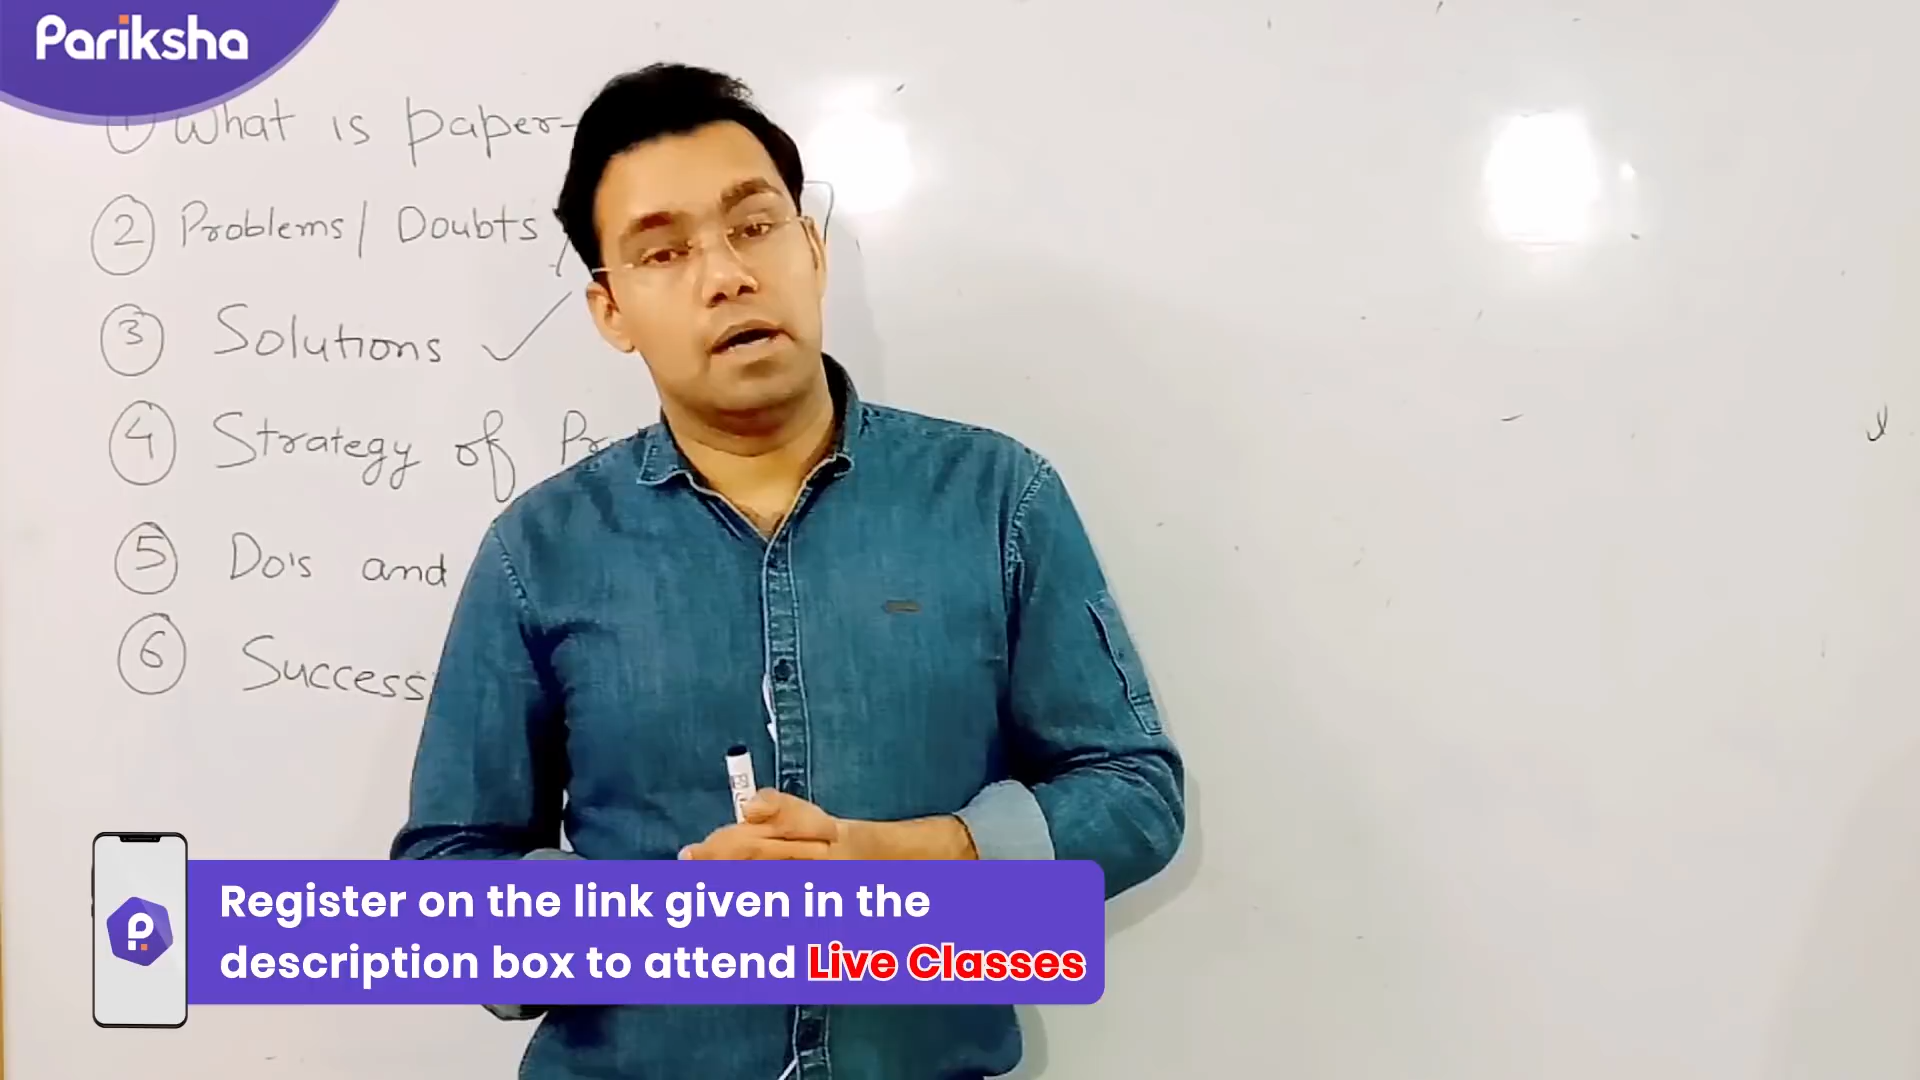 Pariksha
① What is paper-
② Problems/ Doubts
③ Solutions ✓
④ Strategy of
⑤ Do's and
⑥ Success
Register on the link given in the
description box to attend Live Classes